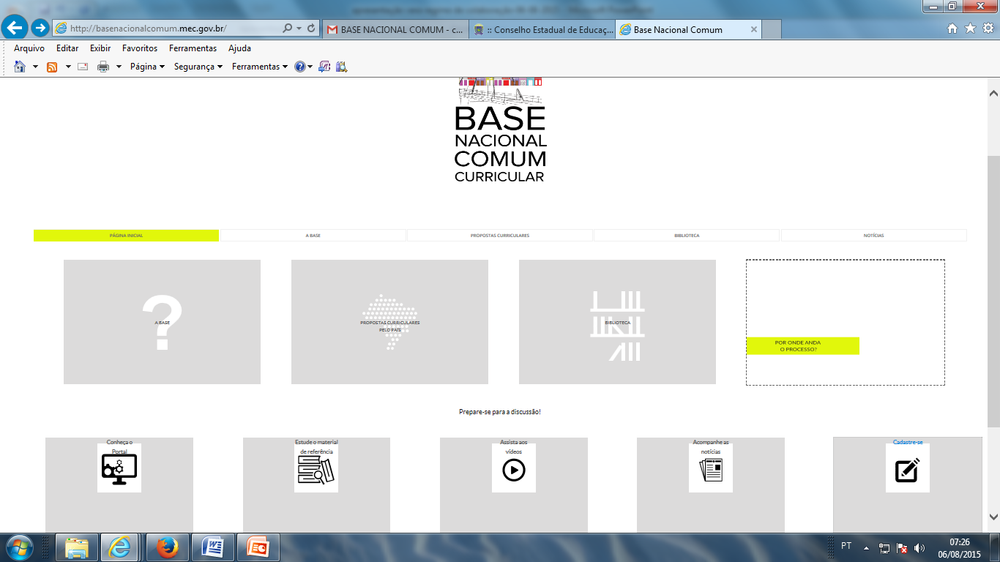 http://basenacionalcomum.mec.gov.br/
BASE NACIONAL COMUM - c...
:: Conselho Estadual de Educaç...
Base Nacional Comum
Arquivo Editar Exibir Favoritos Ferramentas Ajuda
Página Segurança Ferramentas
BASE
NACIONAL
COMUM
CURRICULAR
PÁGINA INICIAL A BASE PROPOSTAS CURRICULARES BIBLIOTECA NOTÍCIAS
A BASE
PROPOSTAS CURRICULARES
PELO PAÍS
BIBLIOTECA
POR ONDE ANDA
O PROCESSO?
Prepare-se para a discussão!
Conheça o
Portal
Estude o material
de referência
Assista aos
vídeos
Acompanhe as
notícias
Cadastre-se
PT
07:26
06/08/2015